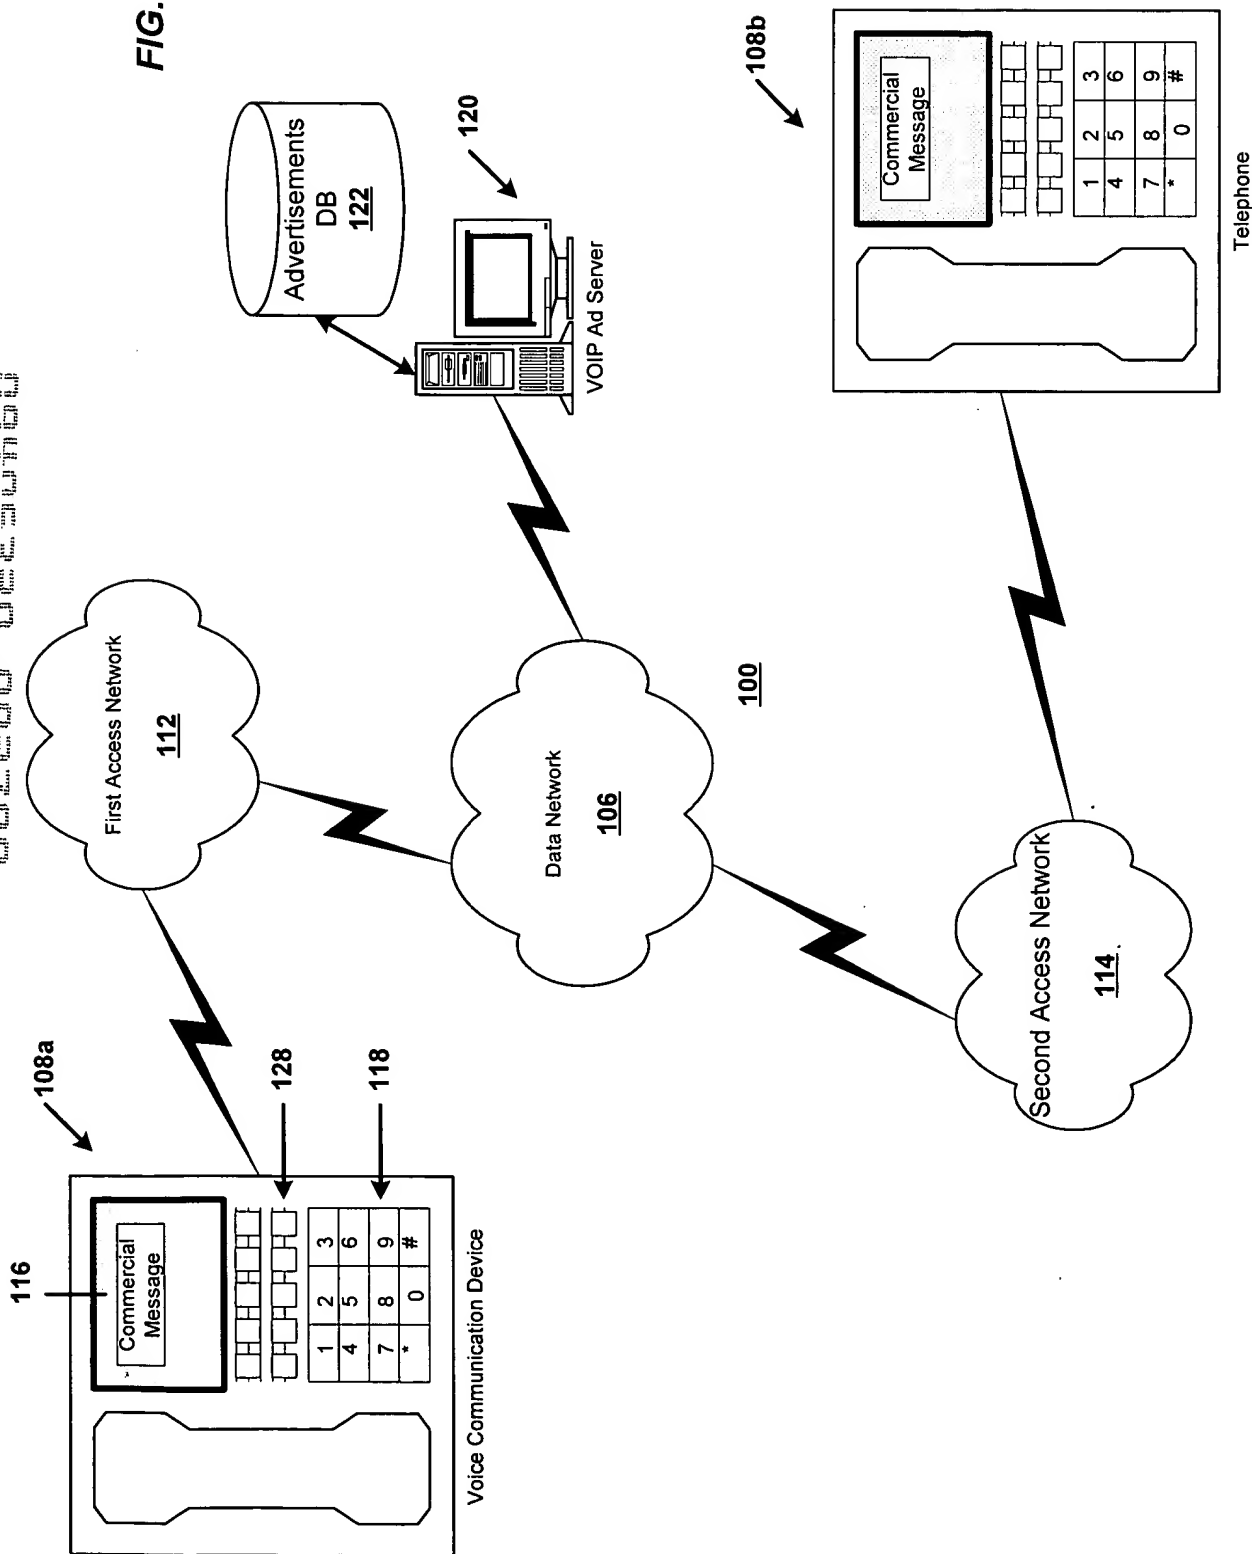 FIG.
116
108a
Commercial
Message
128
118
1 2 3
4 5 6
7 8 9
* 0 #
Voice Communication Device
First Access Network
112
Data Network
106
100
Advertisements
DB
122
120
VOIP Ad Server
Second Access Network
114
108b
Commercial
Message
1 2 3
4 5 6
7 8 9
* 0 #
Telephone